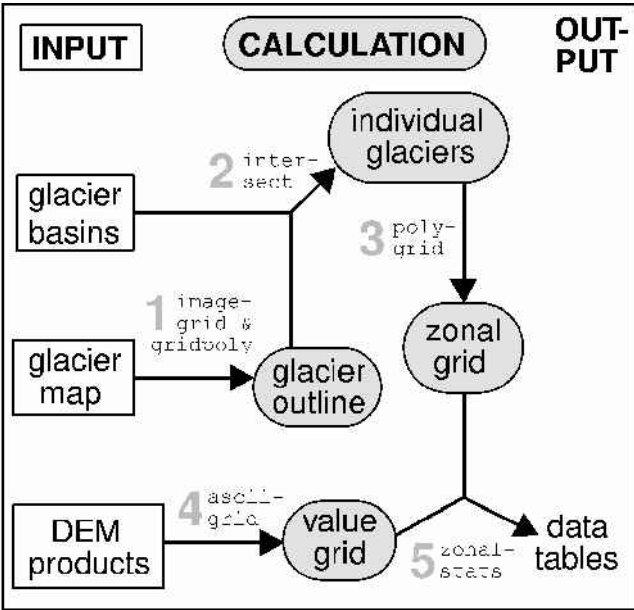 INPUT
CALCULATION
OUT-
PUT
individual
glaciers
2 inter-
sect
glacier
basins
3 poly-
grid
1 image-
grid &
gridpoly
zonal
grid
glacier
map
glacier
outline
4 ascii-
grid
DEM
products
value
grid
5 zonal-
stats
data
tables